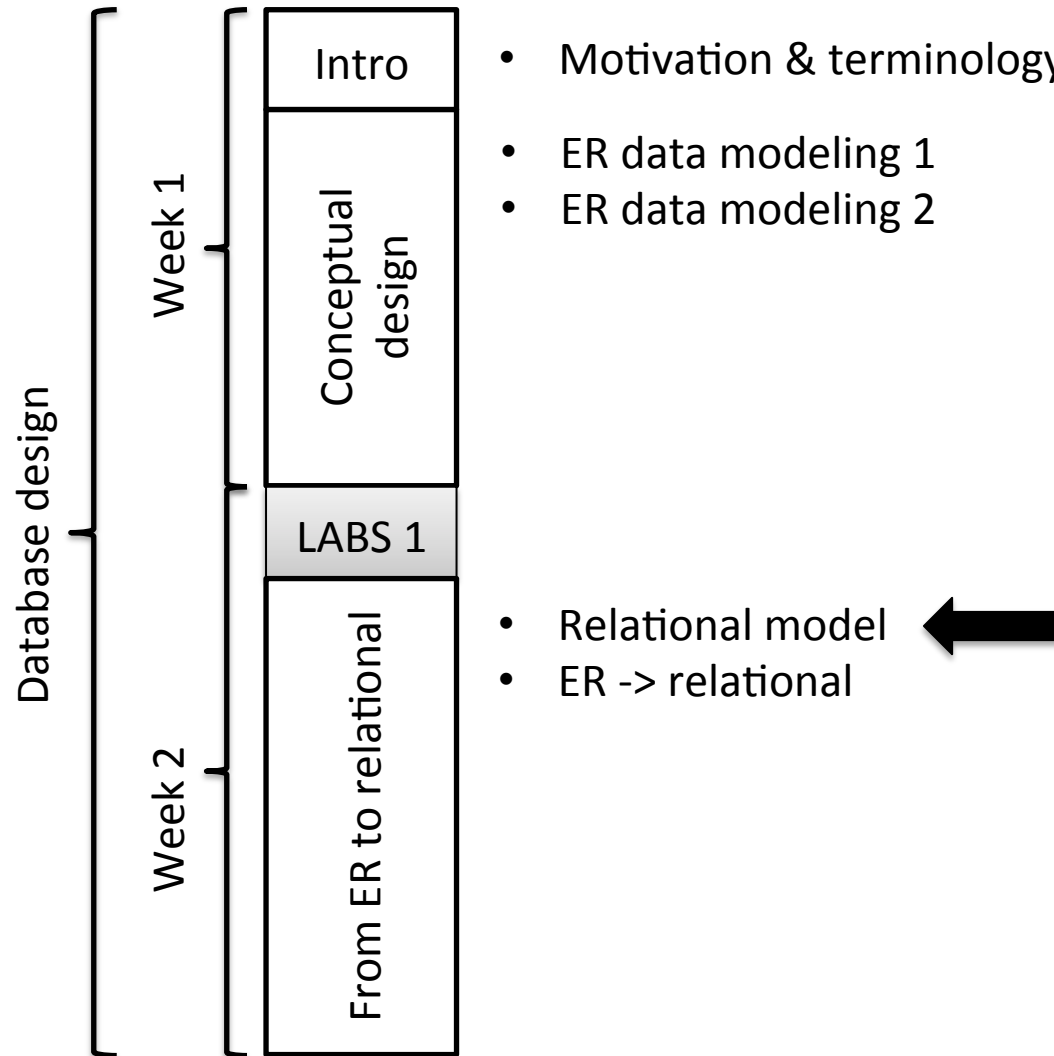 Database design
Week 1
Intro
• Motivation & terminology
Conceptual
design
• ER data modeling 1
• ER data modeling 2
Week 2
LABS 1
From ER to relational
• Relational model
• ER -> relational